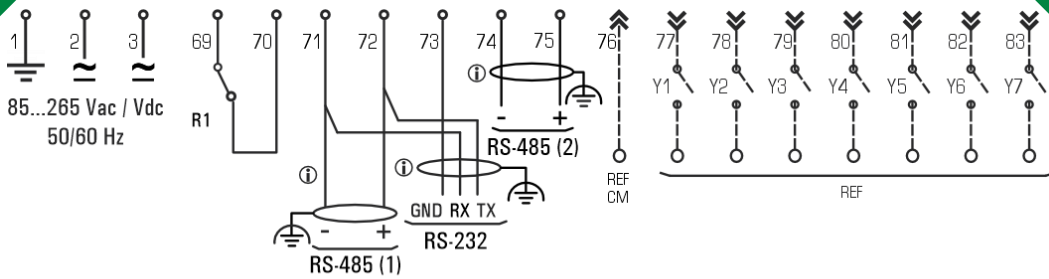 1 2 3 69 70 71 72 73 74 75 76 77 78 79 80 81 82 83
85...265 Vac / Vdc
50/60 Hz
R1
i
i
i
- +
RS-485 (2)
Y1 Y2 Y3 Y4 Y5 Y6 Y7
REF
CM
REF
GND RX TX
RS-232
- +
RS-485 (1)